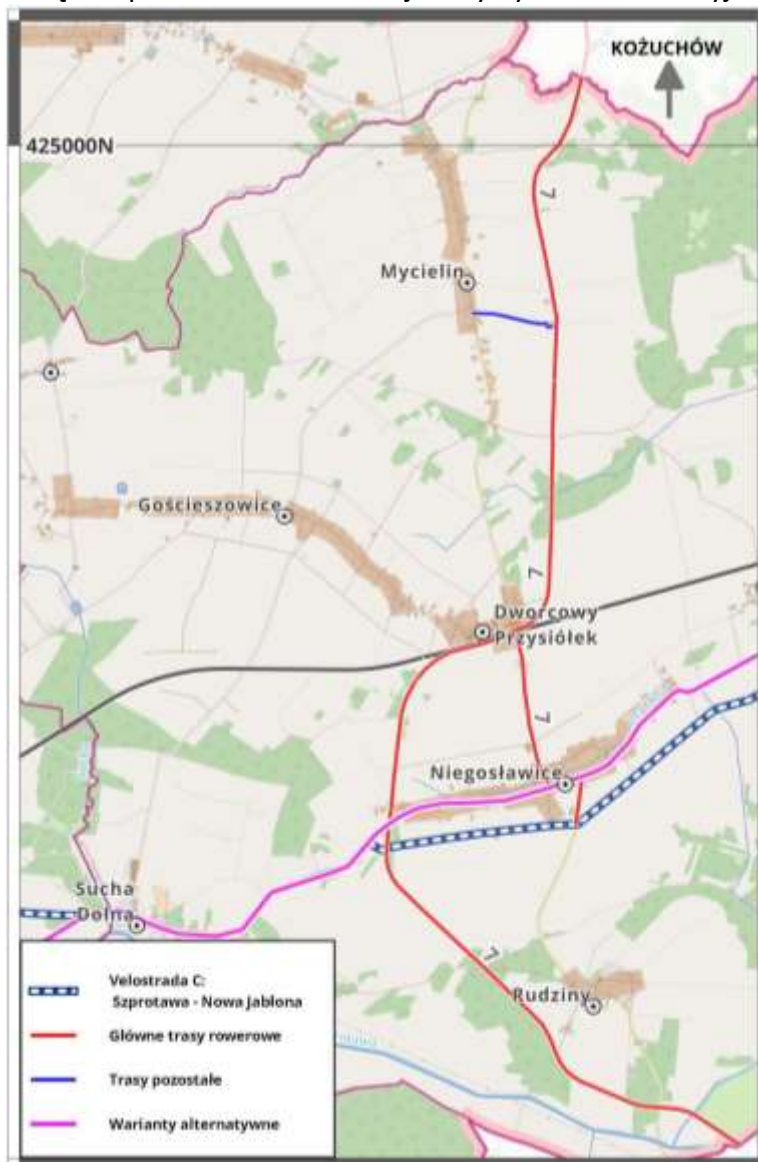 KOŻUCHÓW
425000N
7
Mycielin
Gościeszowice
7
Dworcowy
Przysiółek
7
Niegosławice
Sucha
Dolna
7
Rudziny
Velostrada C:
Szprotawa - Nowa Jabłona
Główne trasy rowerowe
Trasy pozostałe
Warianty alternatywne